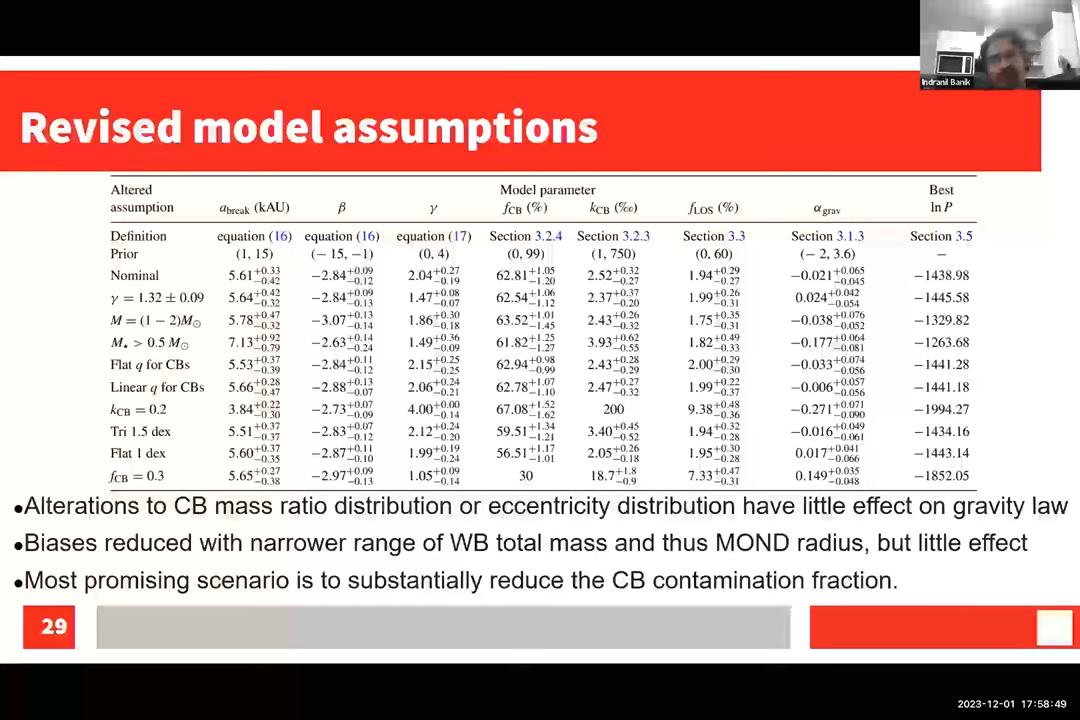 Indranil Banik
Revised model assumptions
Altered assumption Model parameter Best ln P
a_break (kAU) β γ f_CB (%) k_CB (‰) f_LOS (%) α_grav
Definition equation (16) equation (16) equation (17) Section 3.2.4 Section 3.2.3 Section 3.3 Section 3.1.3 Section 3.5
Prior (1, 15) (− 15, −1) (0, 4) (0, 99) (1, 750) (0, 60) (− 2, 3.6) –
Nominal 5.61 +0.33 −0.42 −2.84 +0.09 −0.12 2.04 +0.27 −0.19 62.81 +1.05 −1.20 2.52 +0.32 −0.27 1.94 +0.29 −0.27 −0.021 +0.065 −0.045 −1438.98
γ = 1.32 ± 0.09 5.64 +0.42 −0.32 −2.84 +0.09 −0.13 1.47 +0.08 −0.07 62.54 +1.06 −1.12 2.37 +0.37 −0.20 1.99 +0.26 −0.31 0.024 +0.042 −0.054 −1445.58
M = (1 − 2)M⊙ 5.78 +0.47 −0.32 −3.07 +0.13 −0.14 1.86 +0.30 −0.18 63.52 +1.01 −1.45 2.43 +0.26 −0.32 1.75 +0.35 −0.31 −0.038 +0.076 −0.052 −1329.82
M⋆ > 0.5 M⊙ 7.13 +0.92 −0.79 −2.63 +0.14 −0.24 1.49 +0.36 −0.09 61.82 +1.25 −1.27 3.93 +0.62 −0.55 1.82 +0.49 −0.33 −0.177 +0.064 −0.081 −1263.68
Flat q for CBs 5.53 +0.37 −0.39 −2.84 +0.11 −0.12 2.15 +0.25 −0.25 62.94 +0.98 −0.99 2.43 +0.28 −0.29 2.00 +0.29 −0.30 −0.033 +0.074 −0.056 −1441.28
Linear q for CBs 5.66 +0.28 −0.47 −2.88 +0.13 −0.07 2.06 +0.24 −0.21 62.78 +1.07 −1.10 2.47 +0.27 −0.32 1.99 +0.22 −0.37 −0.006 +0.057 −0.056 −1441.18
k_CB = 0.2 3.84 +0.22 −0.30 −2.73 +0.07 −0.09 4.00 +0.00 −0.14 67.08 +1.52 −1.62 200 9.38 +0.48 −0.36 −0.271 +0.071 −0.090 −1994.27
Tri 1.5 dex 5.51 +0.37 −0.37 −2.83 +0.07 −0.12 2.12 +0.24 −0.20 59.51 +1.34 −1.21 3.40 +0.45 −0.52 1.94 +0.32 −0.28 −0.016 +0.049 −0.061 −1434.16
Flat 1 dex 5.60 +0.37 −0.35 −2.87 +0.11 −0.10 1.99 +0.19 −0.24 56.51 +1.17 −1.01 2.05 +0.26 −0.18 1.95 +0.30 −0.28 0.017 +0.041 −0.066 −1443.14
f_CB = 0.3 5.65 +0.27 −0.38 −2.97 +0.09 −0.13 1.05 +0.09 −0.14 30 18.7 +1.8 −0.9 7.33 +0.47 −0.31 0.149 +0.035 −0.048 −1852.05
●Alterations to CB mass ratio distribution or eccentricity distribution have little effect on gravity law
●Biases reduced with narrower range of WB total mass and thus MOND radius, but little effect
●Most promising scenario is to substantially reduce the CB contamination fraction.
29
2023-12-01 17:58:49